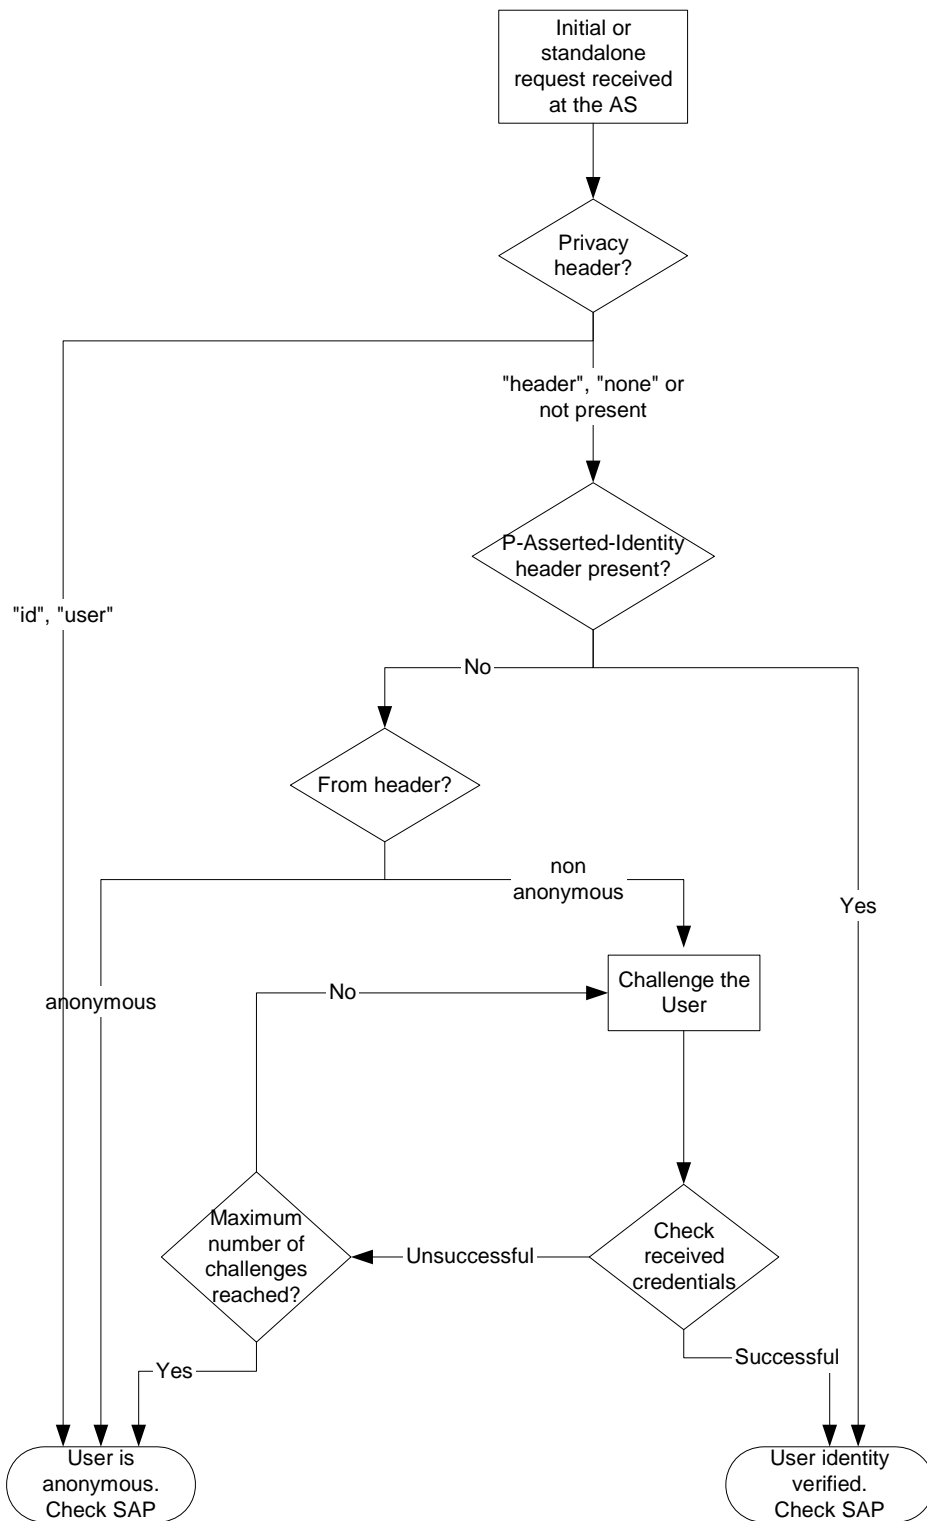 Initial or
standalone
request received
at the AS
Privacy
header?
"header", "none" or
not present
P-Asserted-Identity
header present?
"id", "user"
No
From header?
non
anonymous
Yes
anonymous
No
Challenge the
User
Maximum
number of
challenges
reached?
Unsuccessful
Check
received
credentials
Yes
Successful
User is
anonymous.
Check SAP
User identity
verified.
Check SAP